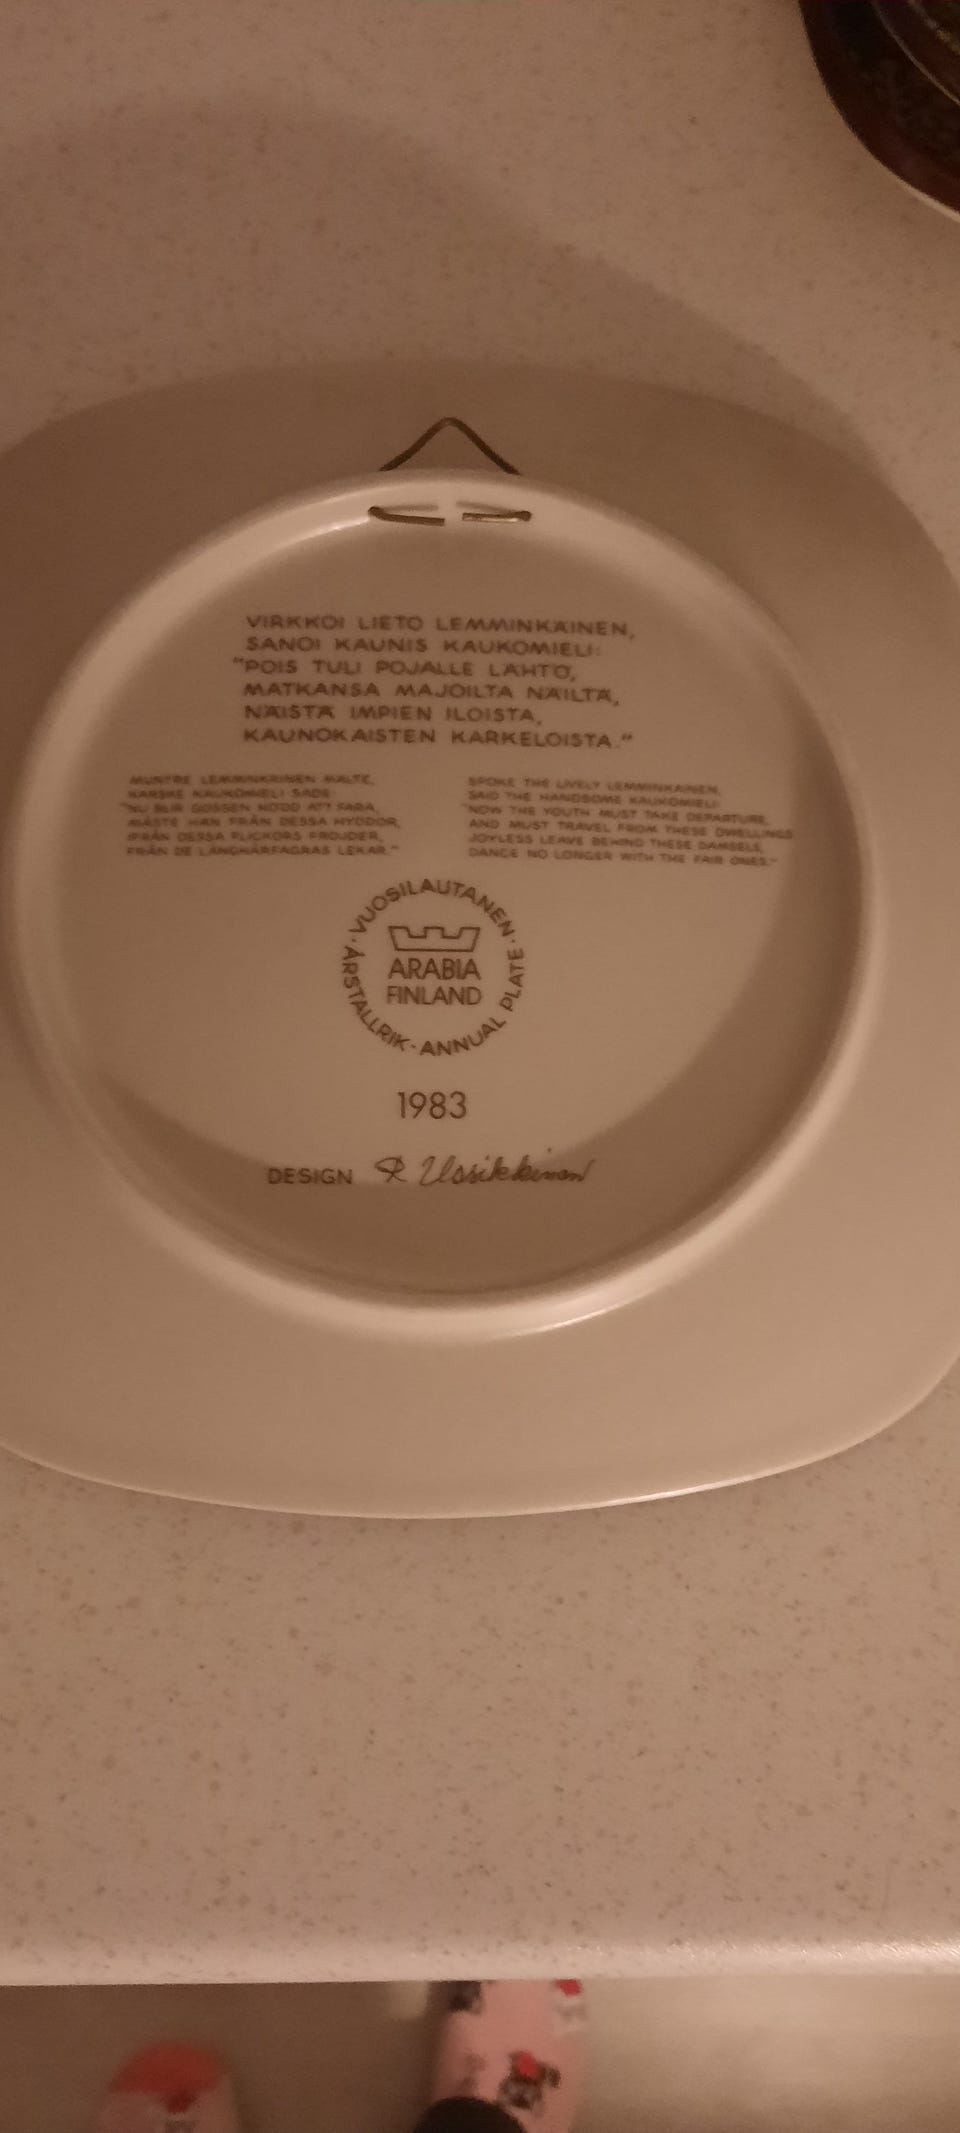 VIRKKOI LIETO LEMMINKÄINEN,
SANOI KAUNIS KAUKOMIELI:
"POIS TULI POJALLE LÄHTÖ,
MATKANSA MAJOILTA NÄILTÄ,
NÄISTÄ IMPIEN ILOISTA,
KAUNOKAISTEN KARKELOISTA."
MUNTRE LEMMINKÄINEN MÄLTE,
KARSKE KAUKOMIELI SADE:
"NU BLIR GOSSEN NÖDD ATT FARA,
MÅSTE HAN FRÅN DESSA HYDDOR,
IFRÅN DESSA FLICKORS FRÖJDER,
FRÅN DE LÅNGHÅRFAGRAS LEKAR."
SPOKE THE LIVELY LEMMINKAINEN,
SAID THE HANDSOME KAUKOMIELI:
"NOW THE YOUTH MUST TAKE DEPARTURE,
AND MUST TRAVEL FROM THESE DWELLINGS
JOYLESS LEAVE BEHIND THESE DAMSELS,
DANCE NO LONGER WITH THE FAIR ONES."
· VUOSILAUTANEN ·
ARABIA
FINLAND
ÅRSTALLRIK · ANNUAL PLATE
1983
DESIGN R Uosikkinen